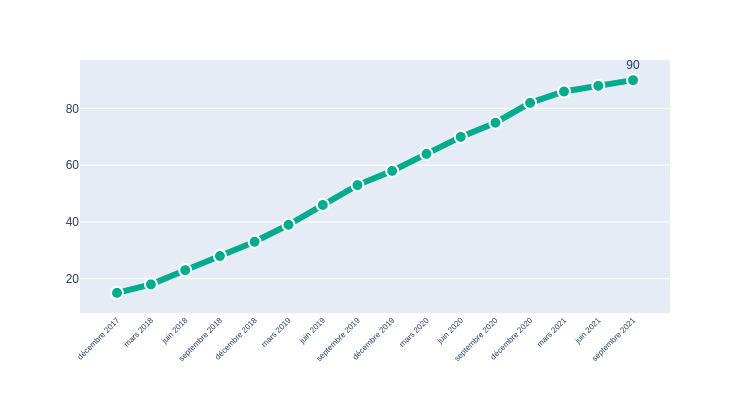 90
80
60
40
20
décembre 2017
mars 2018
juin 2018
septembre 2018
décembre 2018
mars 2019
juin 2019
septembre 2019
décembre 2019
mars 2020
juin 2020
septembre 2020
décembre 2020
mars 2021
juin 2021
septembre 2021